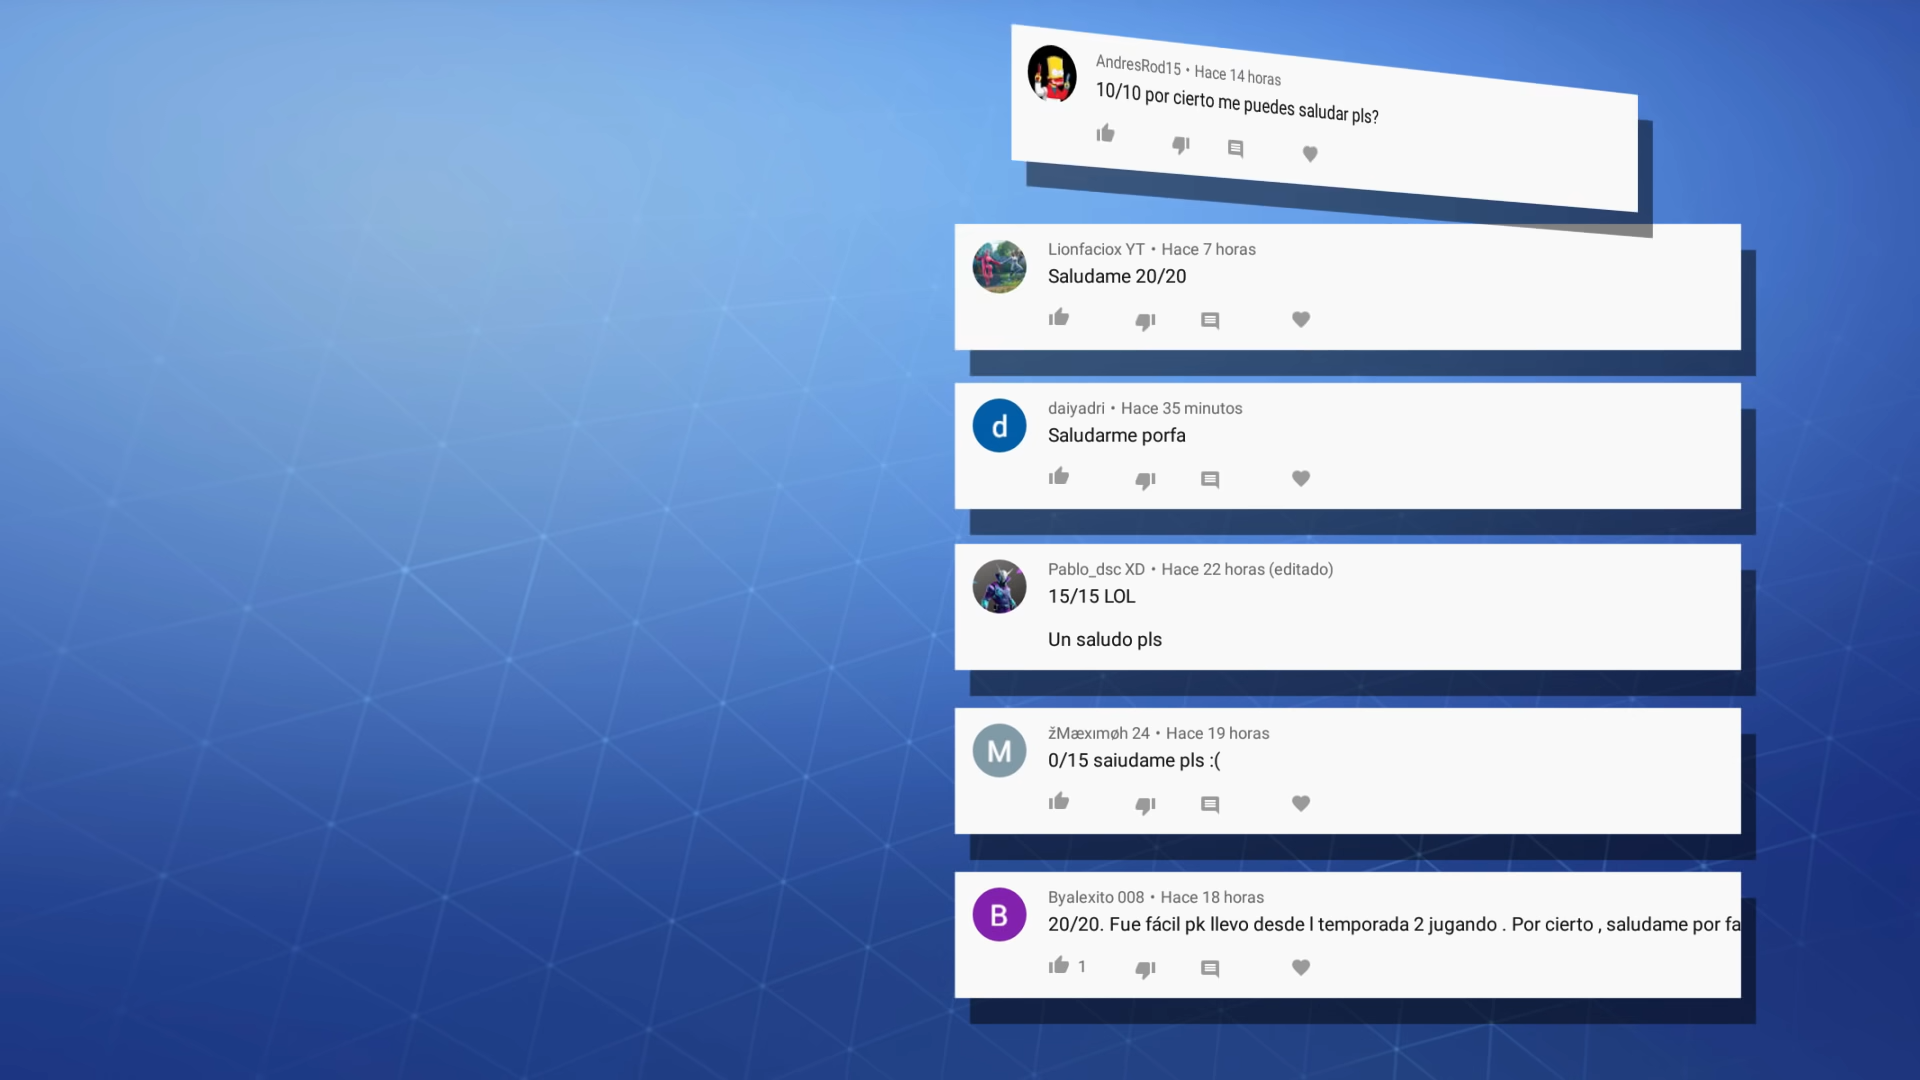 AndresRod15 • Hace 14 horas
10/10 por cierto me puedes saludar pls?
Lionfaciox YT • Hace 7 horas
Saludame 20/20
d
daiyadri • Hace 35 minutos
Saludarme porfa
Pablo_dsc XD • Hace 22 horas (editado)
15/15 LOL
Un saludo pls
M
žMæxımøh 24 • Hace 19 horas
0/15 saiudame pls :(
B
Byalexito 008 • Hace 18 horas
20/20. Fue fácil pk llevo desde l temporada 2 jugando . Por cierto , saludame por fa
1